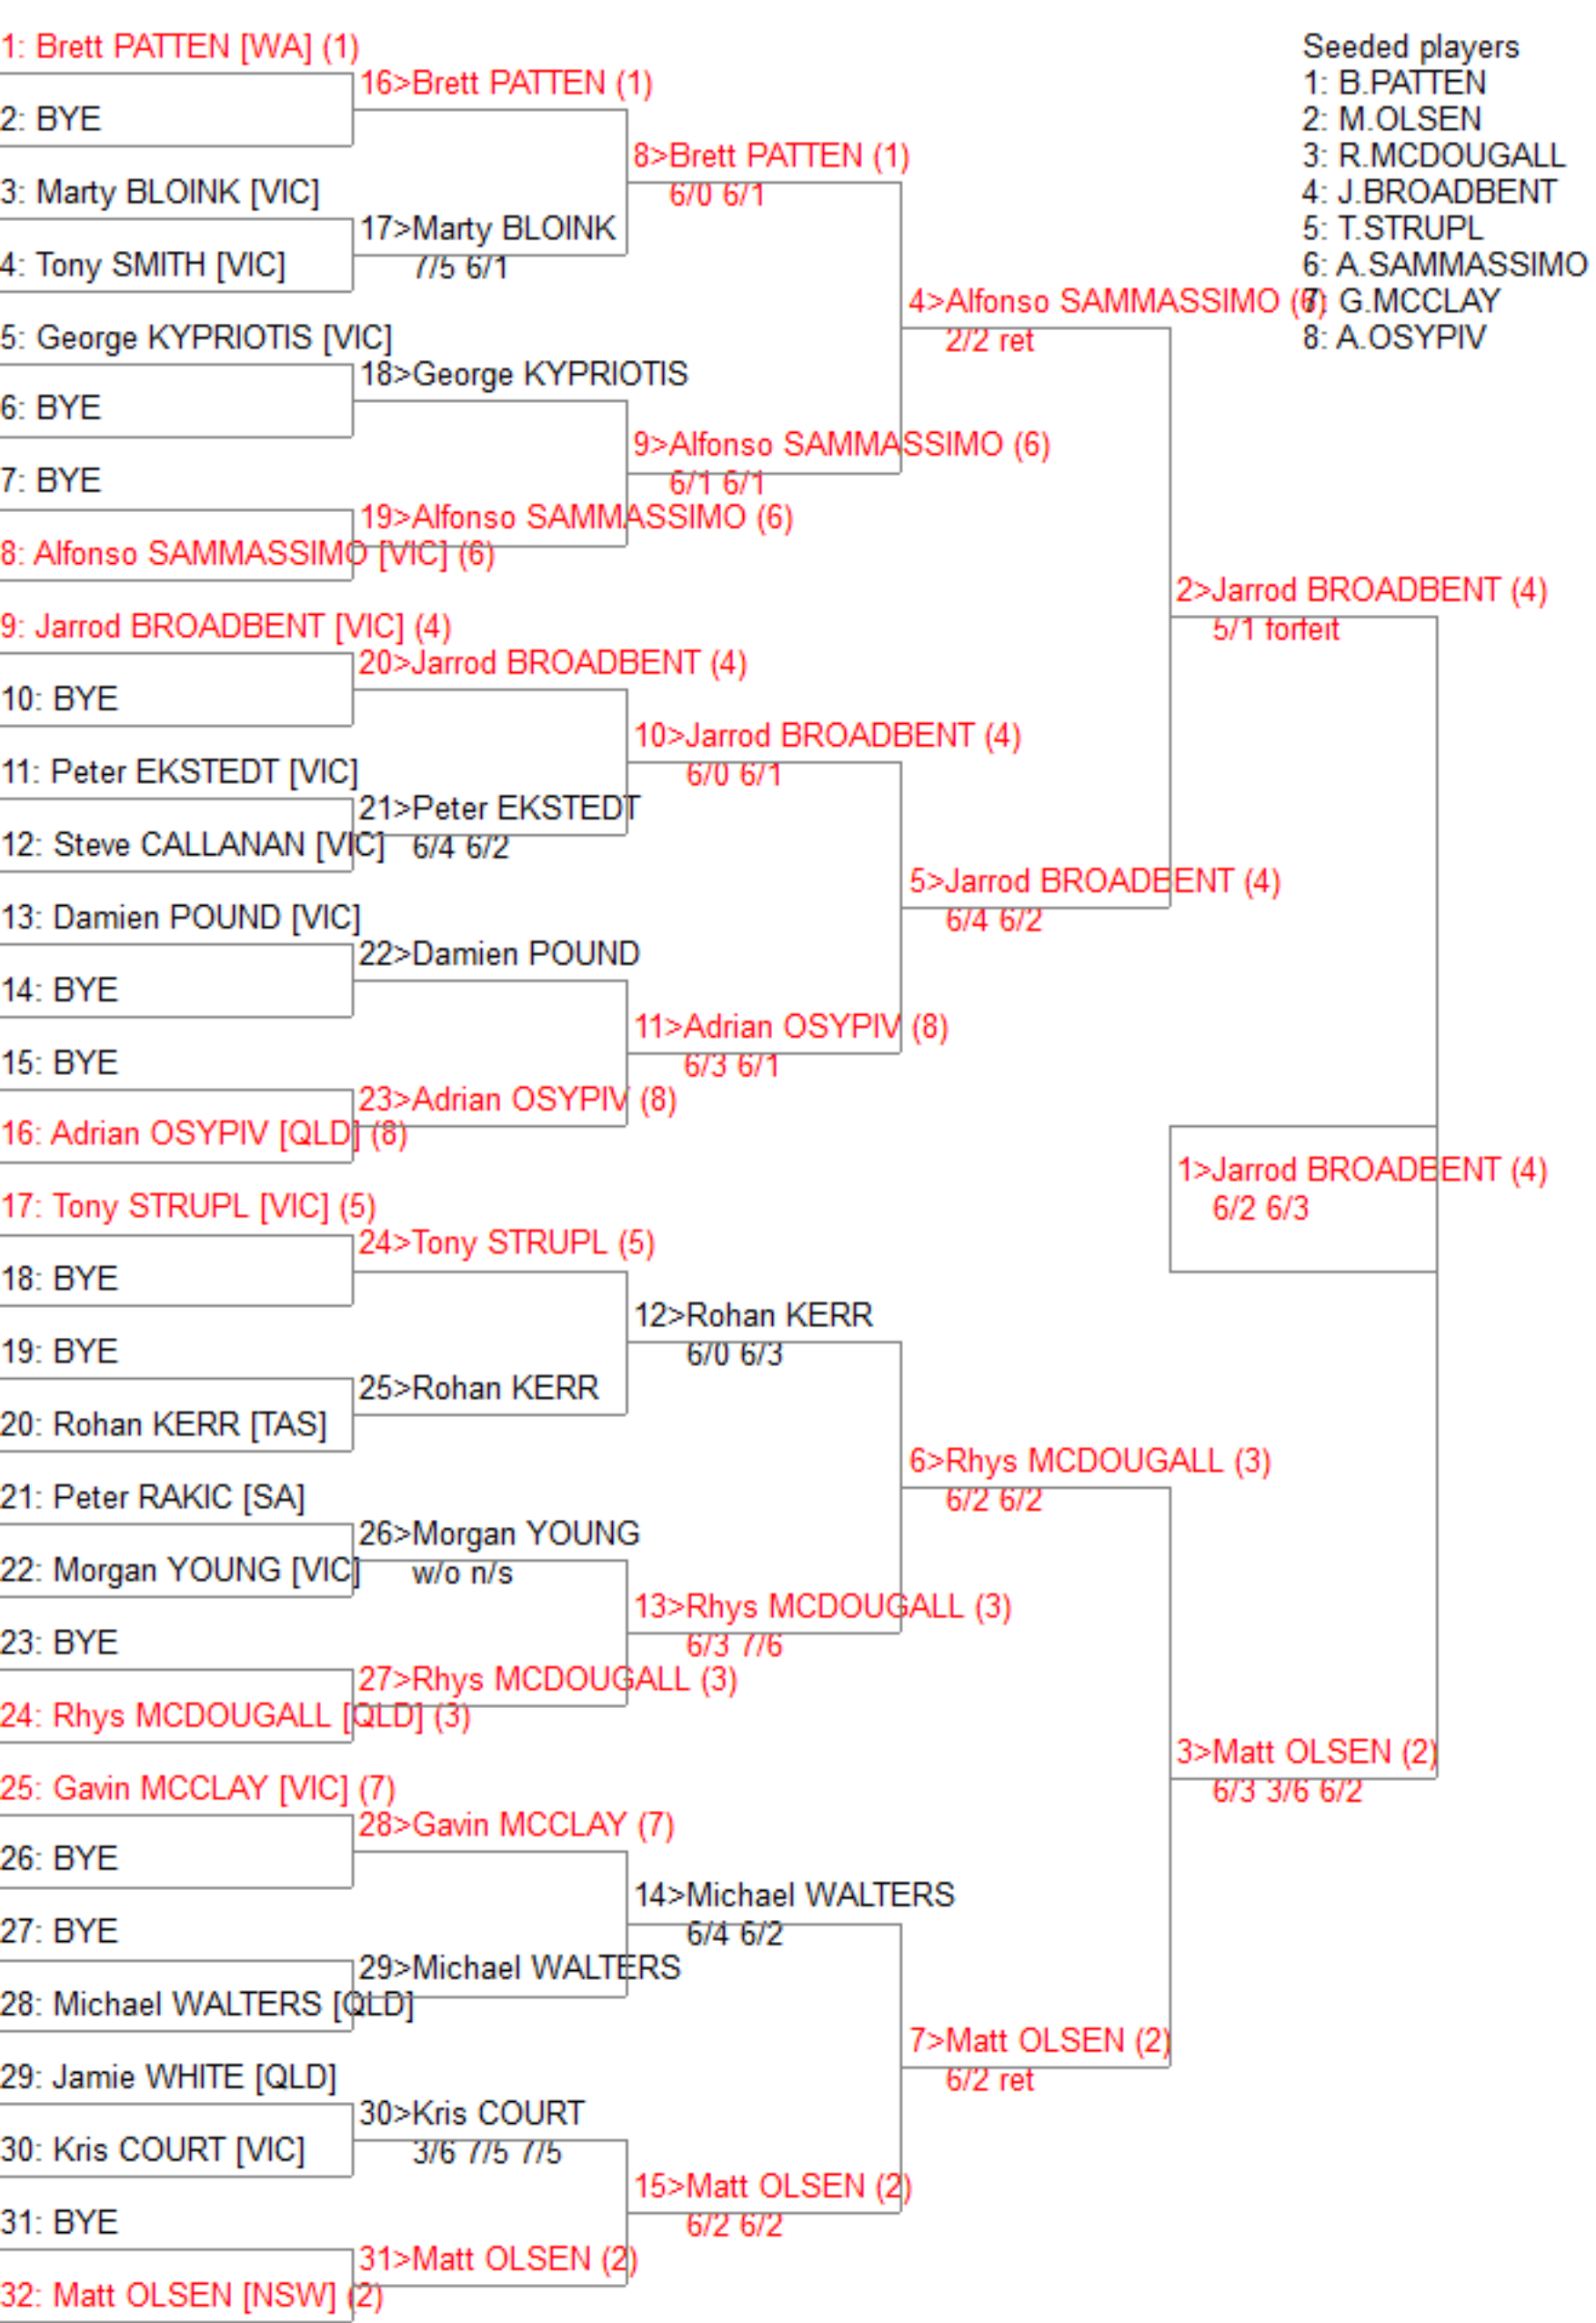 1: Brett PATTEN [WA] (1)
2: BYE
3: Marty BLOINK [VIC]
4: Tony SMITH [VIC]
5: George KYPRIOTIS [VIC]
6: BYE
7: BYE
8: Alfonso SAMMASSIMO [VIC] (6)
9: Jarrod BROADBENT [VIC] (4)
10: BYE
11: Peter EKSTEDT [VIC]
12: Steve CALLANAN [VIC]
13: Damien POUND [VIC]
14: BYE
15: BYE
16: Adrian OSYPIV [QLD] (8)
17: Tony STRUPL [VIC] (5)
18: BYE
19: BYE
20: Rohan KERR [TAS]
21: Peter RAKIC [SA]
22: Morgan YOUNG [VIC]
23: BYE
24: Rhys MCDOUGALL [QLD] (3)
25: Gavin MCCLAY [VIC] (7)
26: BYE
27: BYE
28: Michael WALTERS [QLD]
29: Jamie WHITE [QLD]
30: Kris COURT [VIC]
31: BYE
32: Matt OLSEN [NSW] (2)
16>Brett PATTEN (1)
17>Marty BLOINK
7/5 6/1
18>George KYPRIOTIS
19>Alfonso SAMMASSIMO (6)
20>Jarrod BROADBENT (4)
21>Peter EKSTEDT
6/4 6/2
22>Damien POUND
23>Adrian OSYPIV (8)
24>Tony STRUPL (5)
25>Rohan KERR
26>Morgan YOUNG
w/o n/s
27>Rhys MCDOUGALL (3)
28>Gavin MCCLAY (7)
29>Michael WALTERS
30>Kris COURT
3/6 7/5 7/5
31>Matt OLSEN (2)
8>Brett PATTEN (1)
6/0 6/1
9>Alfonso SAMMASSIMO (6)
6/1 6/1
10>Jarrod BROADBENT (4)
6/0 6/1
11>Adrian OSYPIV (8)
6/3 6/1
12>Rohan KERR
6/0 6/3
13>Rhys MCDOUGALL (3)
6/3 7/6
14>Michael WALTERS
6/4 6/2
15>Matt OLSEN (2)
6/2 6/2
4>Alfonso SAMMASSIMO (6)
2/2 ret
5>Jarrod BROADBENT (4)
6/4 6/2
6>Rhys MCDOUGALL (3)
6/2 6/2
7>Matt OLSEN (2)
6/2 ret
2>Jarrod BROADBENT (4)
5/1 forfeit
1>Jarrod BROADBENT (4)
6/2 6/3
3>Matt OLSEN (2)
6/3 3/6 6/2
Seeded players
1: B.PATTEN
2: M.OLSEN
3: R.MCDOUGALL
4: J.BROADBENT
5: T.STRUPL
6: A.SAMMASSIMO
7: G.MCCLAY
8: A.OSYPIV